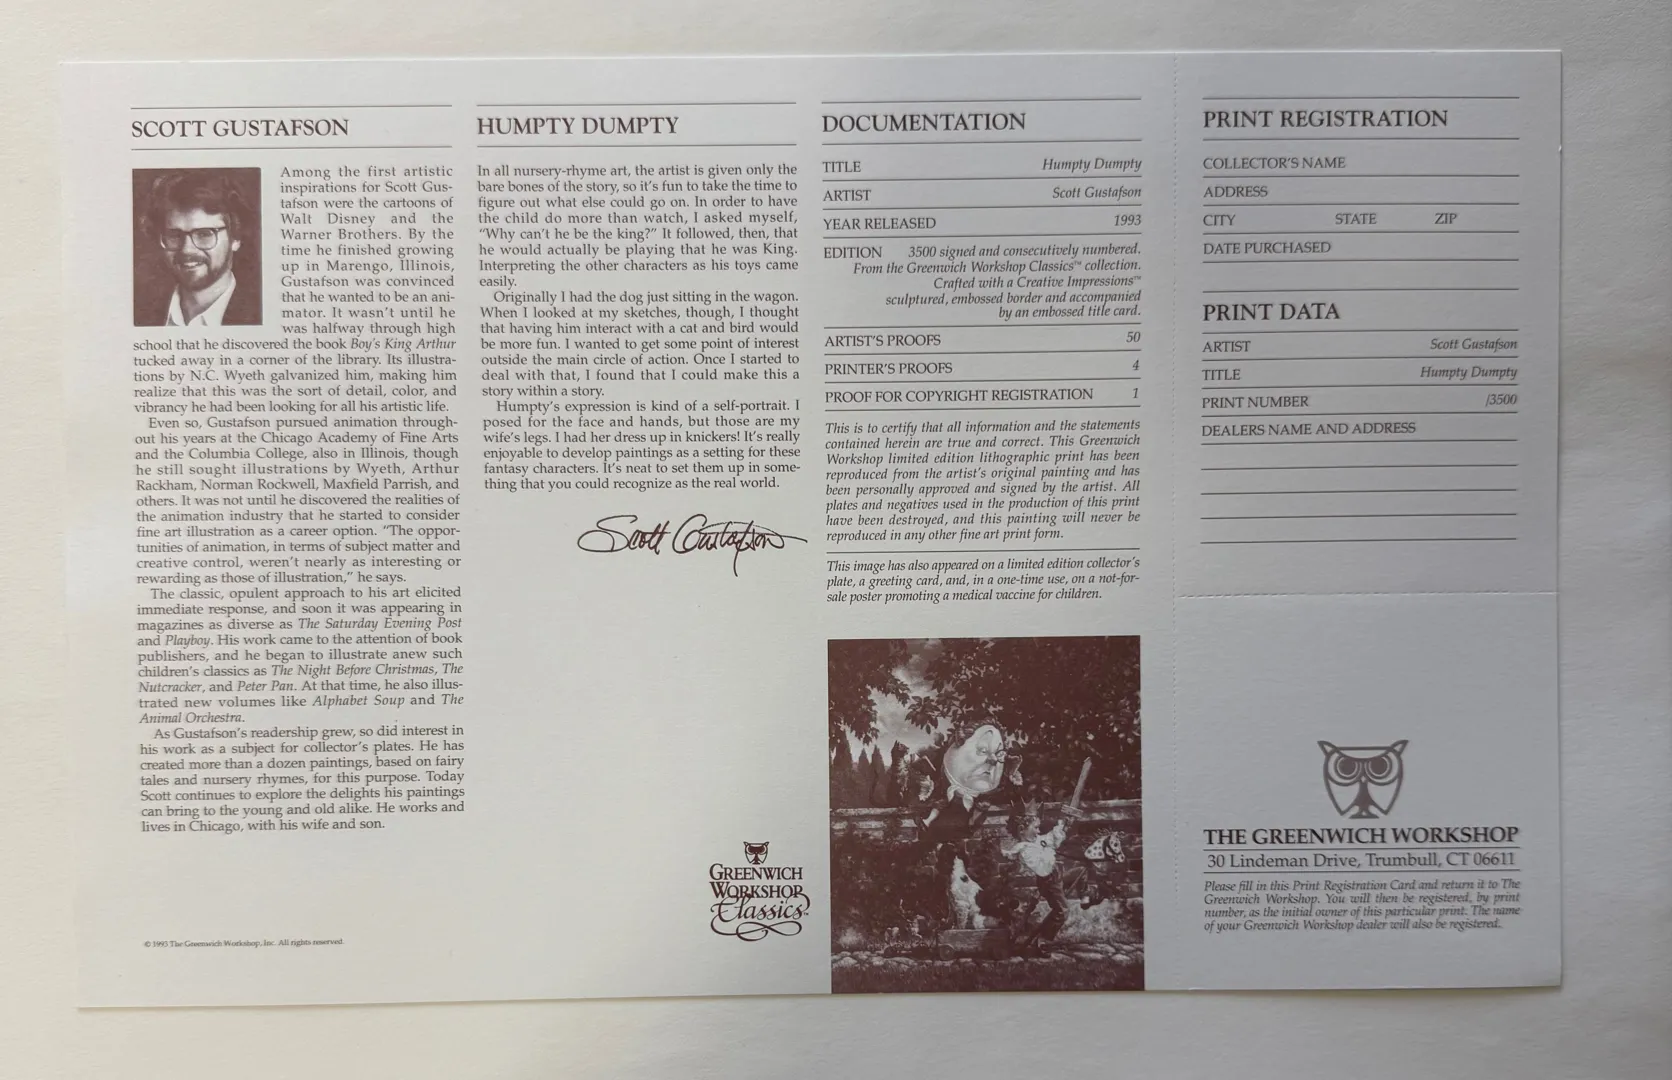 SCOTT GUSTAFSON
Among the first artistic
inspirations for Scott Gus-
tafson were the cartoons of
Walt Disney and the
Warner Brothers. By the
time he finished growing
up in Marengo, Illinois,
Gustafson was convinced
that he wanted to be an ani-
mator. It wasn't until he
was halfway through high
school that he discovered the book Boy's King Arthur
tucked away in a corner of the library. Its illustra-
tions by N.C. Wyeth galvanized him, making him
realize that this was the sort of detail, color, and
vibrancy he had been looking for all his artistic life.
Even so, Gustafson pursued animation through-
out his years at the Chicago Academy of Fine Arts
and the Columbia College, also in Illinois, though
he still sought illustrations by Wyeth, Arthur
Rackham, Norman Rockwell, Maxfield Parrish, and
others. It was not until he discovered the realities of
the animation industry that he started to consider
fine art illustration as a career option. "The oppor-
tunities of animation, in terms of subject matter and
creative control, weren't nearly as interesting or
rewarding as those of illustration," he says.
The classic, opulent approach to his art elicited
immediate response, and soon it was appearing in
magazines as diverse as The Saturday Evening Post
and Playboy. His work came to the attention of book
publishers, and he began to illustrate anew such
children's classics as The Night Before Christmas, The
Nutcracker, and Peter Pan. At that time, he also illus-
trated new volumes like Alphabet Soup and The
Animal Orchestra.
As Gustafson's readership grew, so did interest in
his work as a subject for collector's plates. He has
created more than a dozen paintings, based on fairy
tales and nursery rhymes, for this purpose. Today
Scott continues to explore the delights his paintings
can bring to the young and old alike. He works and
lives in Chicago, with his wife and son.
© 1993 The Greenwich Workshop, Inc. All rights reserved.
HUMPTY DUMPTY
In all nursery-rhyme art, the artist is given only the
bare bones of the story, so it's fun to take the time to
figure out what else could go on. In order to have
the child do more than watch, I asked myself,
"Why can't he be the king?" It followed, then, that
he would actually be playing that he was King.
Interpreting the other characters as his toys came
easily.
Originally I had the dog just sitting in the wagon.
When I looked at my sketches, though, I thought
that having him interact with a cat and bird would
be more fun. I wanted to get some point of interest
outside the main circle of action. Once I started to
deal with that, I found that I could make this a
story within a story.
Humpty's expression is kind of a self-portrait. I
posed for the face and hands, but those are my
wife's legs. I had her dress up in knickers! It's really
enjoyable to develop paintings as a setting for these
fantasy characters. It's neat to set them up in some-
thing that you could recognize as the real world.
Scott Gustafson
GREENWICH
WORKSHOP
Classics™
DOCUMENTATION
TITLE Humpty Dumpty
ARTIST Scott Gustafson
YEAR RELEASED 1993
EDITION 3500 signed and consecutively numbered.
From the Greenwich Workshop Classics™ collection.
Crafted with a Creative Impressions™
sculptured, embossed border and accompanied
by an embossed title card.
ARTIST'S PROOFS 50
PRINTER'S PROOFS 4
PROOF FOR COPYRIGHT REGISTRATION 1
This is to certify that all information and the statements
contained herein are true and correct. This Greenwich
Workshop limited edition lithographic print has been
reproduced from the artist's original painting and has
been personally approved and signed by the artist. All
plates and negatives used in the production of this print
have been destroyed, and this painting will never be
reproduced in any other fine art print form.
This image has also appeared on a limited edition collector's
plate, a greeting card, and, in a one-time use, on a not-for-
sale poster promoting a medical vaccine for children.
PRINT REGISTRATION
COLLECTOR'S NAME
ADDRESS
CITY STATE ZIP
DATE PURCHASED
PRINT DATA
ARTIST Scott Gustafson
TITLE Humpty Dumpty
PRINT NUMBER /3500
DEALERS NAME AND ADDRESS
THE GREENWICH WORKSHOP
30 Lindeman Drive, Trumbull, CT 06611
Please fill in this Print Registration Card and return it to The
Greenwich Workshop. You will then be registered, by print
number, as the initial owner of this particular print. The name
of your Greenwich Workshop dealer will also be registered.